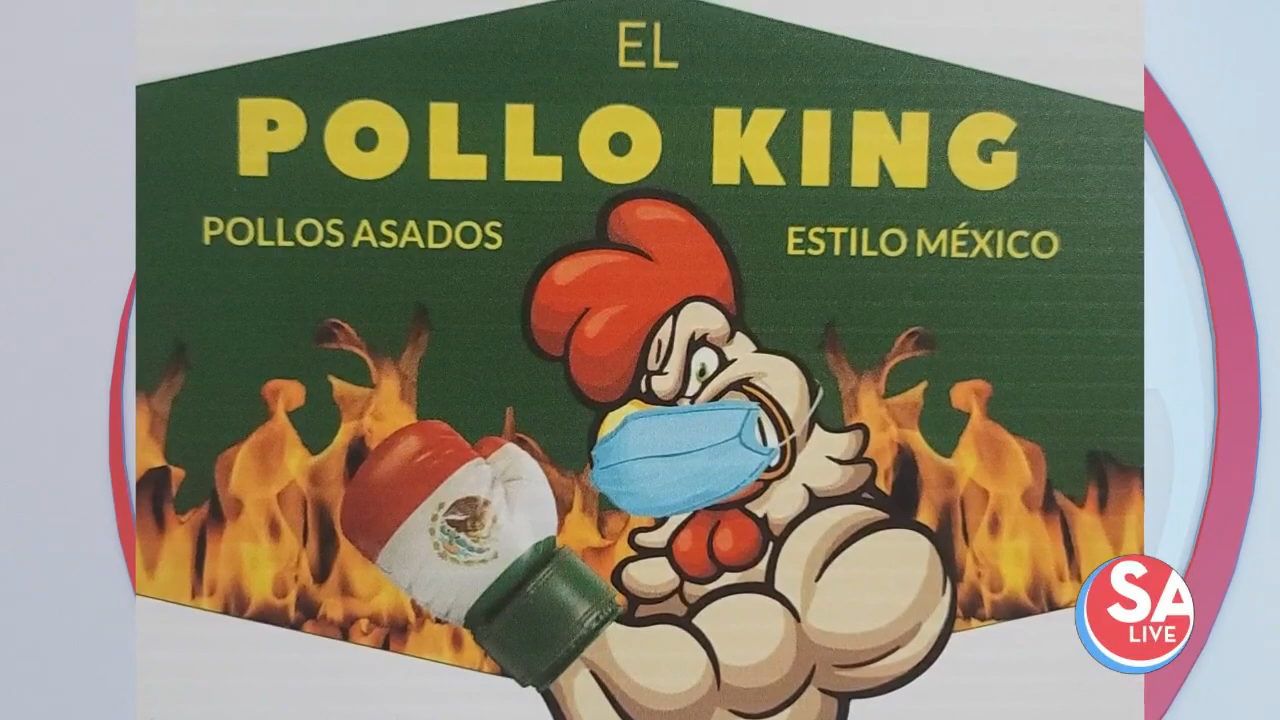 EL
POLLO KING
POLLOS ASADOS
ESTILO MÉXICO
SA
LIVE